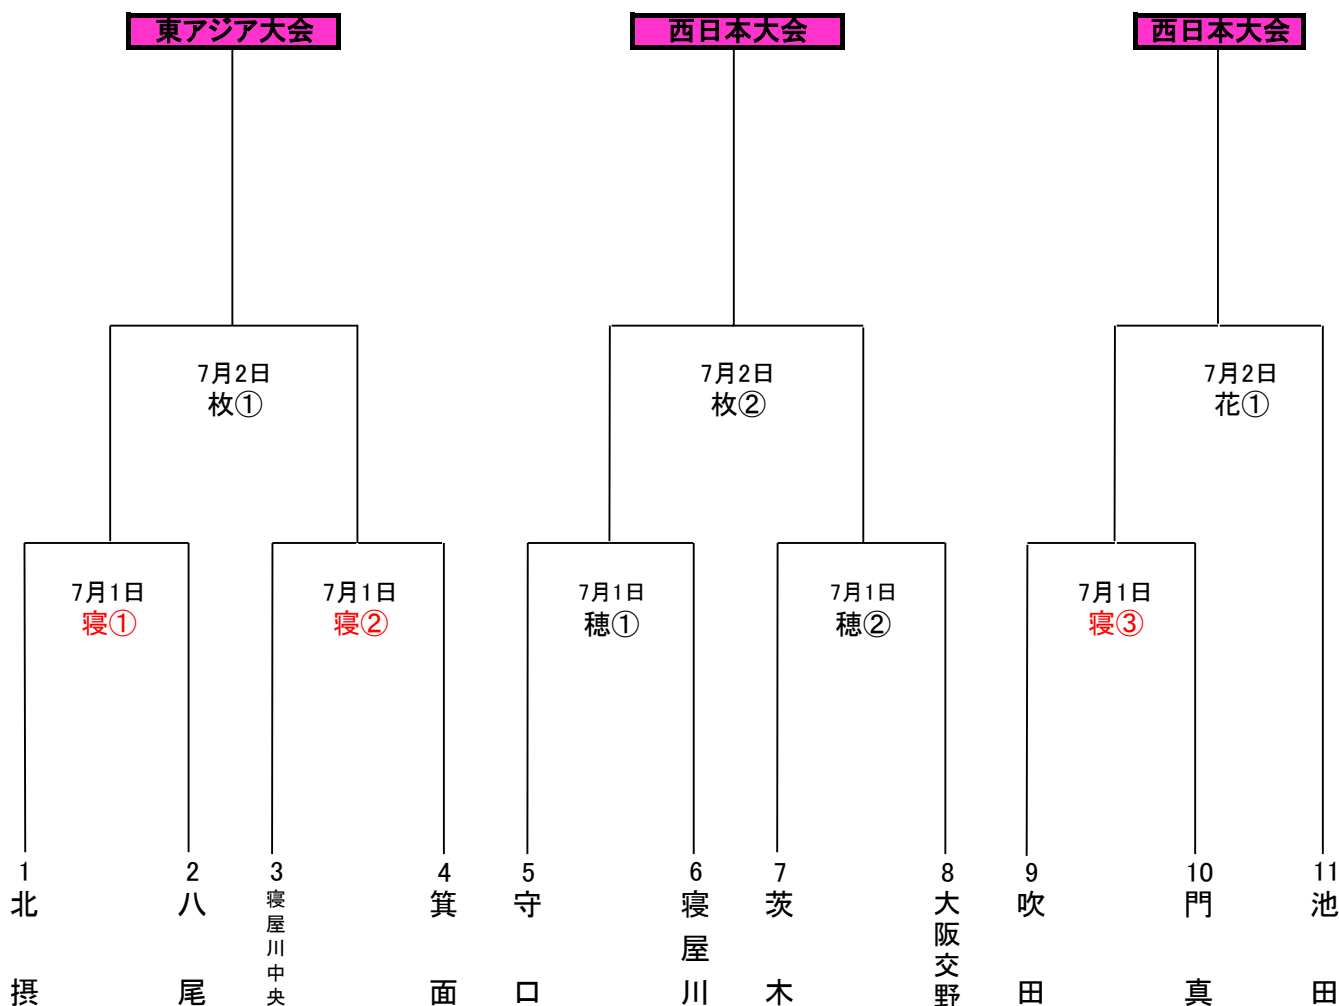 東アジア大会
西日本大会
西日本大会
7月2日
枚①
7月2日
枚②
7月2日
花①
7月1日
寝①
7月1日
寝②
7月1日
穂①
7月1日
穂②
7月1日
寝③
1
北摂
2
八尾
3
寝屋川中央
4
箕面
5
守口
6
寝屋川
7
茨木
8
大阪交野
9
吹田
10
門真
11
池田